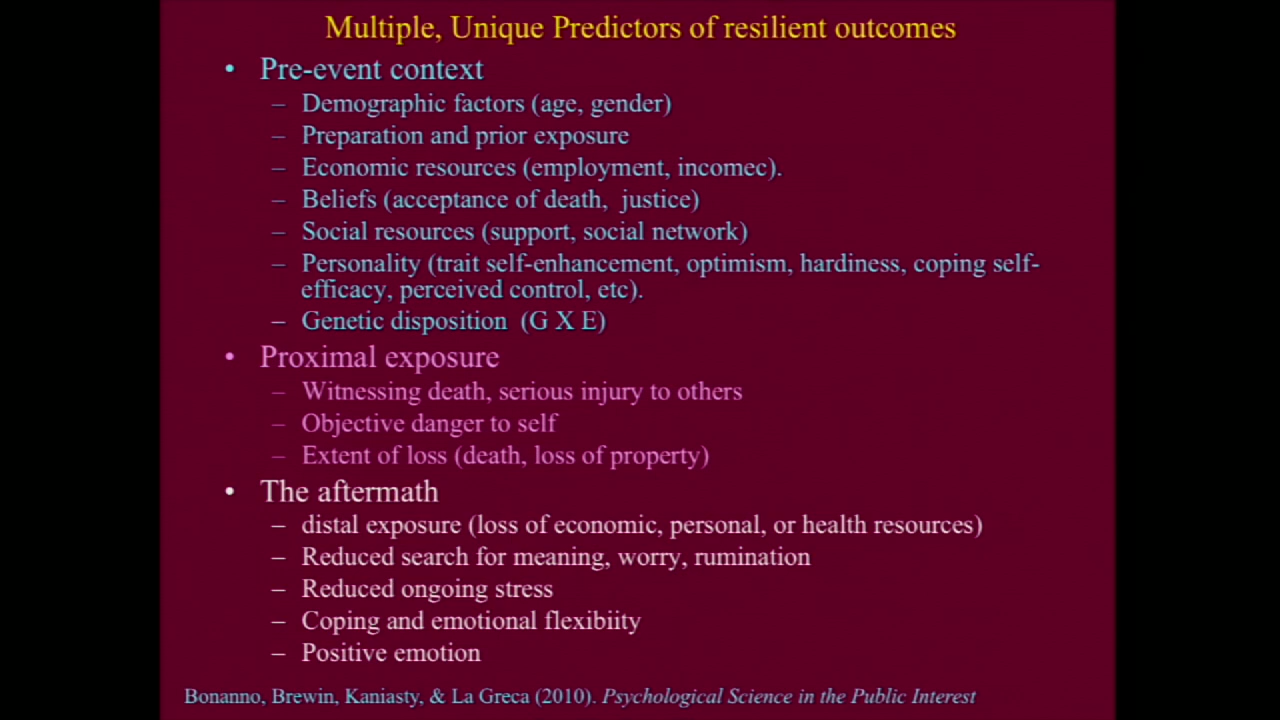 Multiple, Unique Predictors of resilient outcomes
• Pre-event context
– Demographic factors (age, gender)
– Preparation and prior exposure
– Economic resources (employment, incomec).
– Beliefs (acceptance of death,  justice)
– Social resources (support, social network)
– Personality (trait self-enhancement, optimism, hardiness, coping self-
efficacy, perceived control, etc).
– Genetic disposition  (G X E)
• Proximal exposure
– Witnessing death, serious injury to others
– Objective danger to self
– Extent of loss (death, loss of property)
• The aftermath
– distal exposure (loss of economic, personal, or health resources)
– Reduced search for meaning, worry, rumination
– Reduced ongoing stress
– Coping and emotional flexibiity
– Positive emotion
Bonanno, Brewin, Kaniasty, & La Greca (2010). Psychological Science in the Public Interest